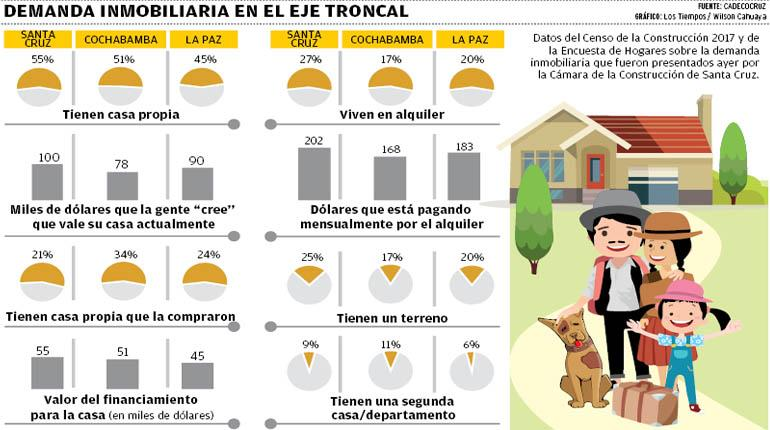 DEMANDA INMOBILIARIA EN EL EJE TRONCAL
FUENTE: CADECOCRUZ
GRÁFICO: Los Tiempos / Wilson Cahuaya
SANTA CRUZ
COCHABAMBA
LA PAZ
55%
51%
45%
Tienen casa propia
100
78
90
Miles de dólares que la gente “cree”
que vale su casa actualmente
21%
34%
24%
Tienen casa propia que la compraron
55
51
45
Valor del financiamiento
para la casa (en miles de dólares)
SANTA CRUZ
COCHABAMBA
LA PAZ
27%
17%
20%
Viven en alquiler
202
168
183
Dólares que está pagando
mensualmente por el alquiler
25%
17%
20%
Tienen un terreno
9%
11%
6%
Tienen una segunda
casa/departamento
Datos del Censo de la Construcción 2017 y de
la Encuesta de Hogares sobre la demanda
inmobiliaria que fueron presentados ayer por
la Cámara de la Construcción de Santa Cruz.